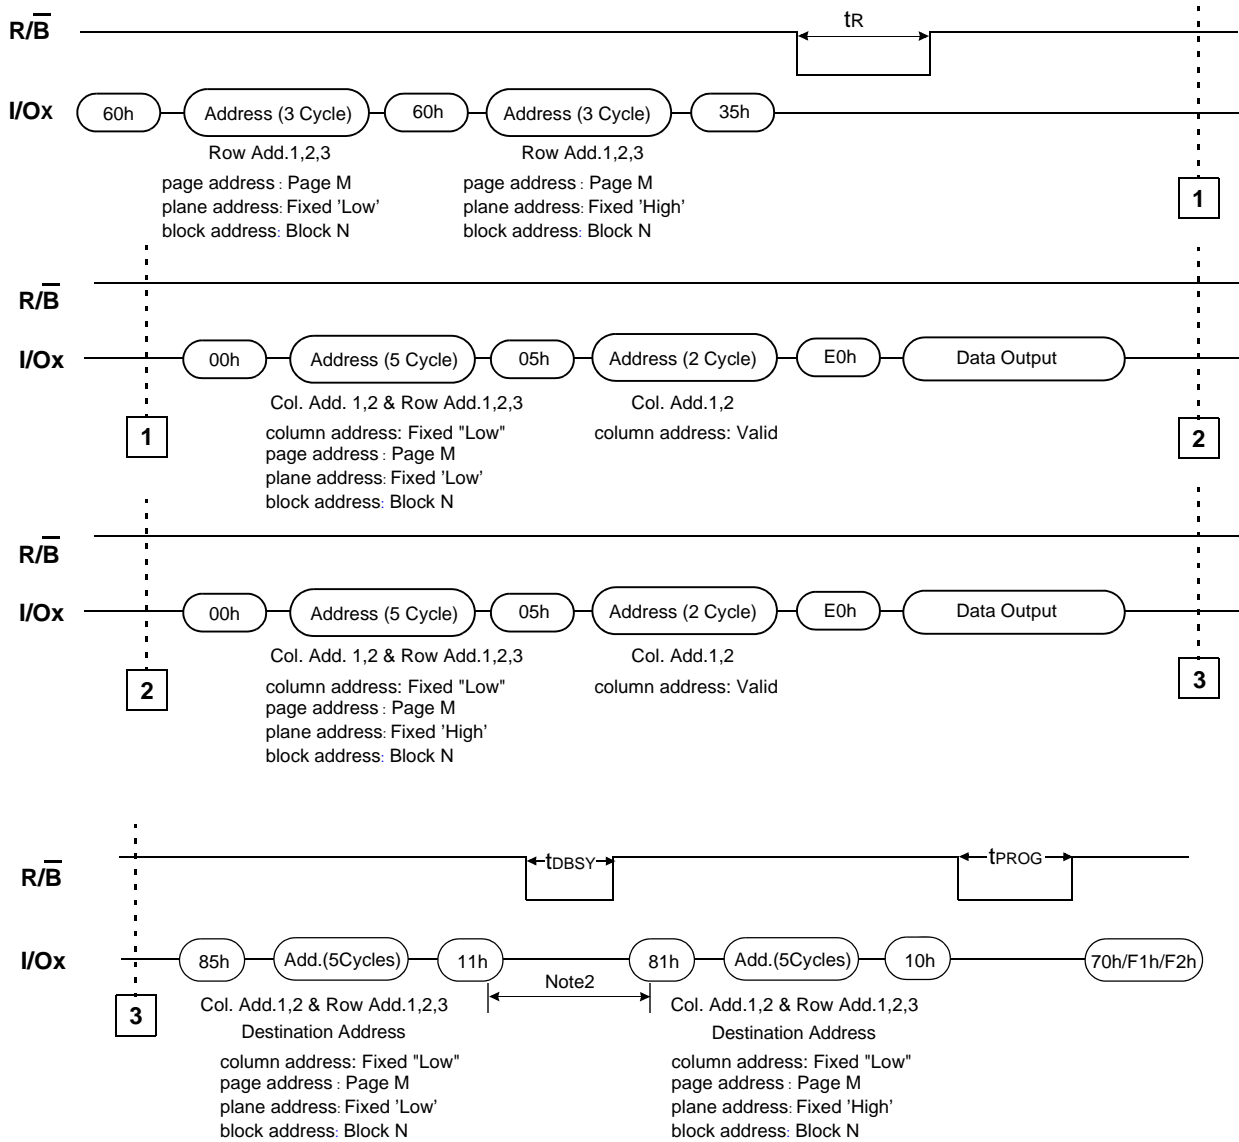 R/B tR
I/Ox 60h Address (3 Cycle) 60h Address (3 Cycle) 35h
Row Add.1,2,3 Row Add.1,2,3
page address : Page M page address : Page M
plane address: Fixed 'Low' plane address: Fixed 'High'
block address: Block N block address: Block N
1
R/B
I/Ox 00h Address (5 Cycle) 05h Address (2 Cycle) E0h Data Output
Col. Add. 1,2 & Row Add.1,2,3 Col. Add.1,2
1 column address: Fixed "Low" column address: Valid 2
page address : Page M
plane address: Fixed 'Low'
block address: Block N
R/B
I/Ox 00h Address (5 Cycle) 05h Address (2 Cycle) E0h Data Output
Col. Add. 1,2 & Row Add.1,2,3 Col. Add.1,2
2 column address: Fixed "Low" column address: Valid 3
page address : Page M
plane address: Fixed 'High'
block address: Block N
R/B tDBSY tPROG
I/Ox 85h Add.(5Cycles) 11h 81h Add.(5Cycles) 10h 70h/F1h/F2h
Note2
3 Col. Add.1,2 & Row Add.1,2,3 Col. Add.1,2 & Row Add.1,2,3
Destination Address Destination Address
column address: Fixed "Low" column address: Fixed "Low"
page address : Page M page address : Page M
plane address: Fixed 'Low' plane address: Fixed 'High'
block address: Block N block address: Block N